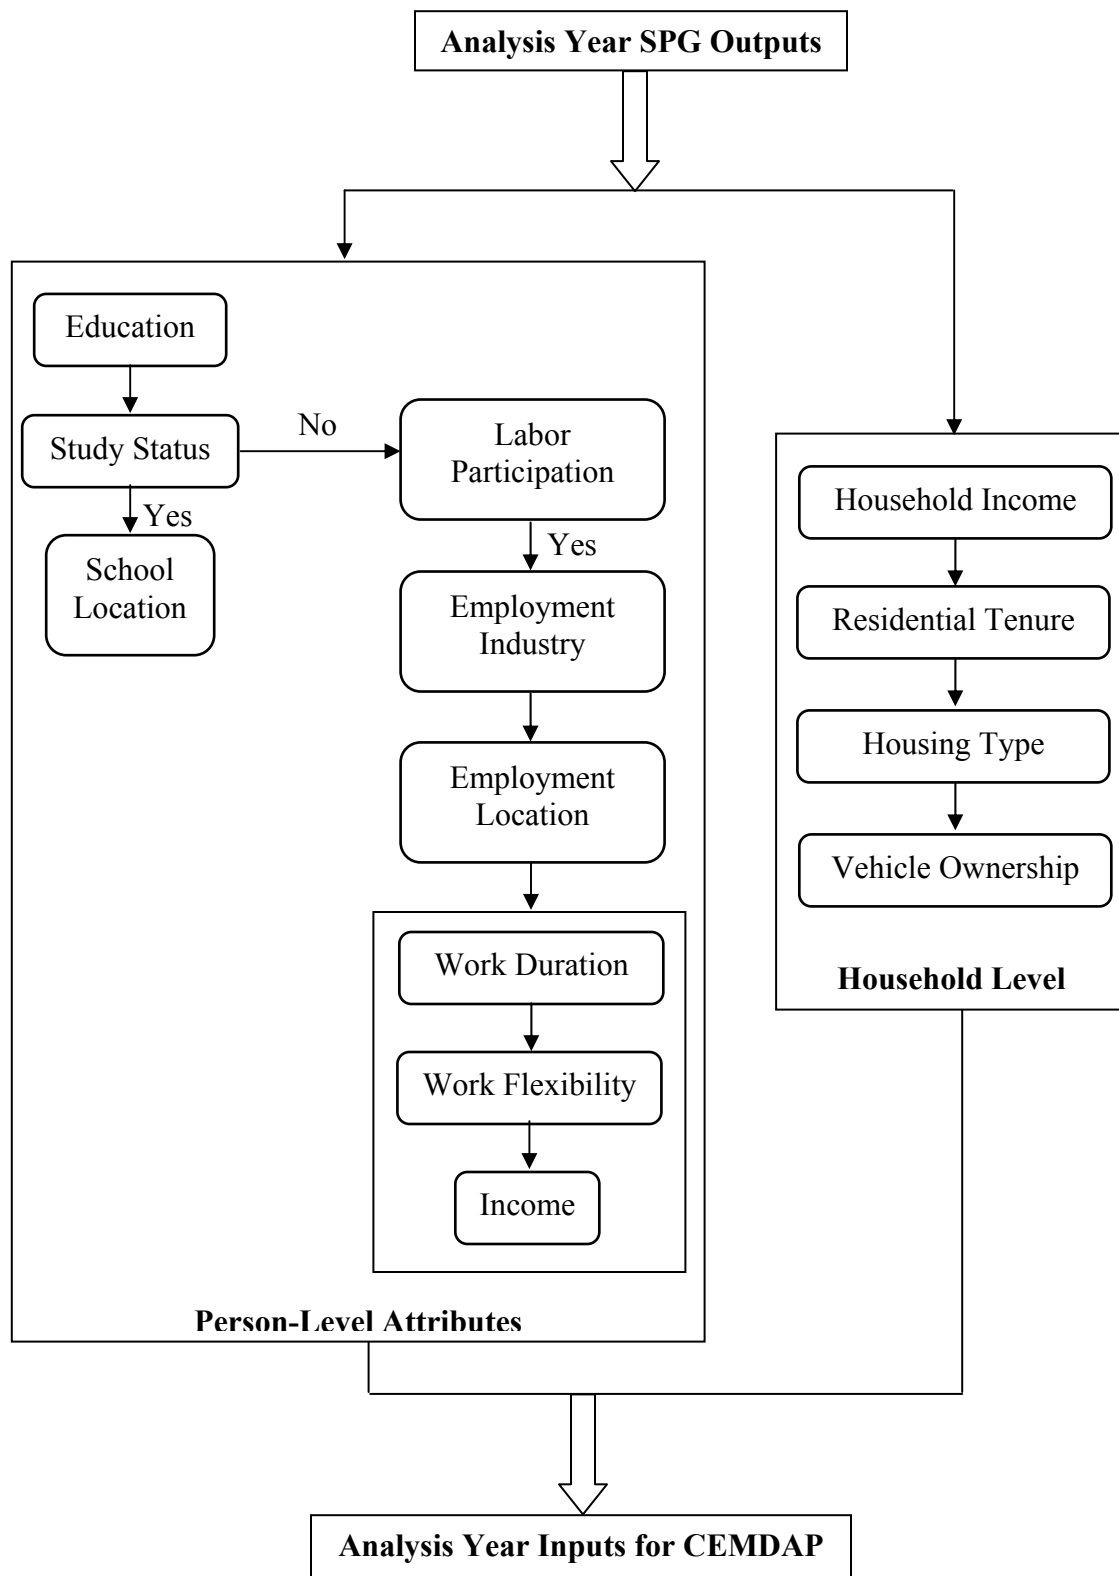 Analysis Year SPG Outputs
Education
Study Status
No
Yes
School
Location
Labor
Participation
Yes
Employment
Industry
Employment
Location
Work Duration
Work Flexibility
Income
Person-Level Attributes
Household Income
Residential Tenure
Housing Type
Vehicle Ownership
Household Level
Analysis Year Inputs for CEMDAP